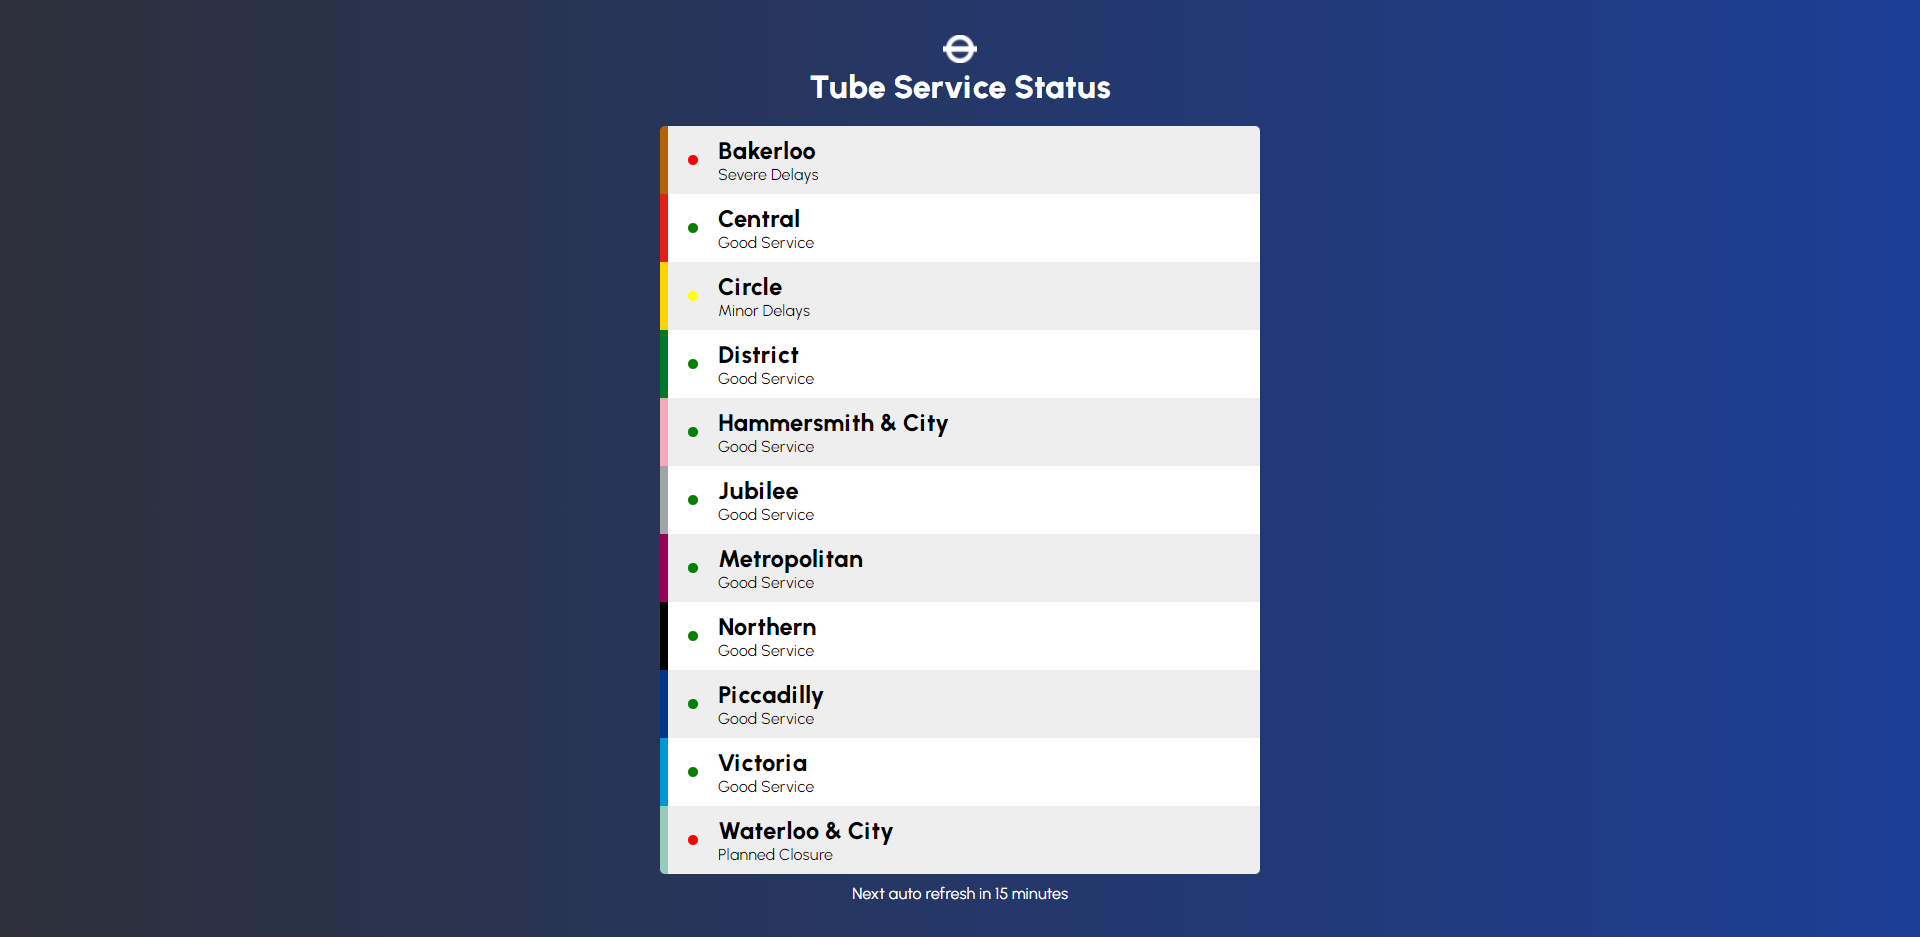 Tube Service Status
Bakerloo
Severe Delays
Central
Good Service
Circle
Minor Delays
District
Good Service
Hammersmith & City
Good Service
Jubilee
Good Service
Metropolitan
Good Service
Northern
Good Service
Piccadilly
Good Service
Victoria
Good Service
Waterloo & City
Planned Closure
Next auto refresh in 15 minutes